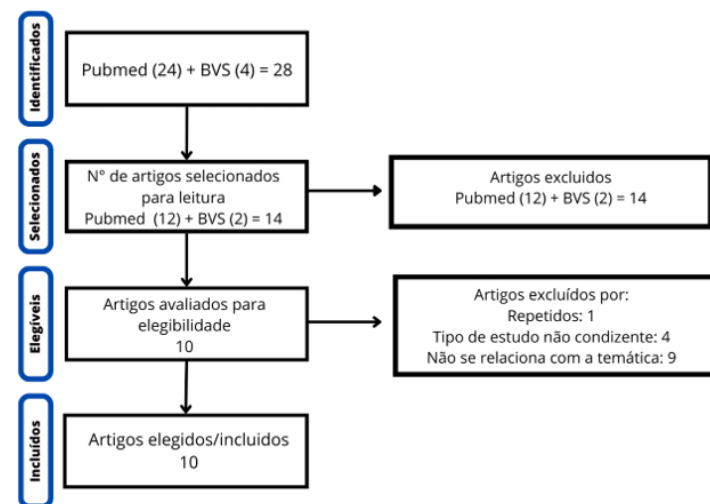 Identificados
Pubmed (24) + BVS (4) = 28
Selecionados
N° de artigos selecionados
para leitura
Pubmed (12) + BVS (2) = 14
Artigos excluidos
Pubmed (12) + BVS (2) = 14
Elegíveis
Artigos avaliados para
elegibilidade
10
Artigos excluídos por:
Repetidos: 1
Tipo de estudo não condizente: 4
Não se relaciona com a temática: 9
Incluídos
Artigos elegidos/incluidos
10